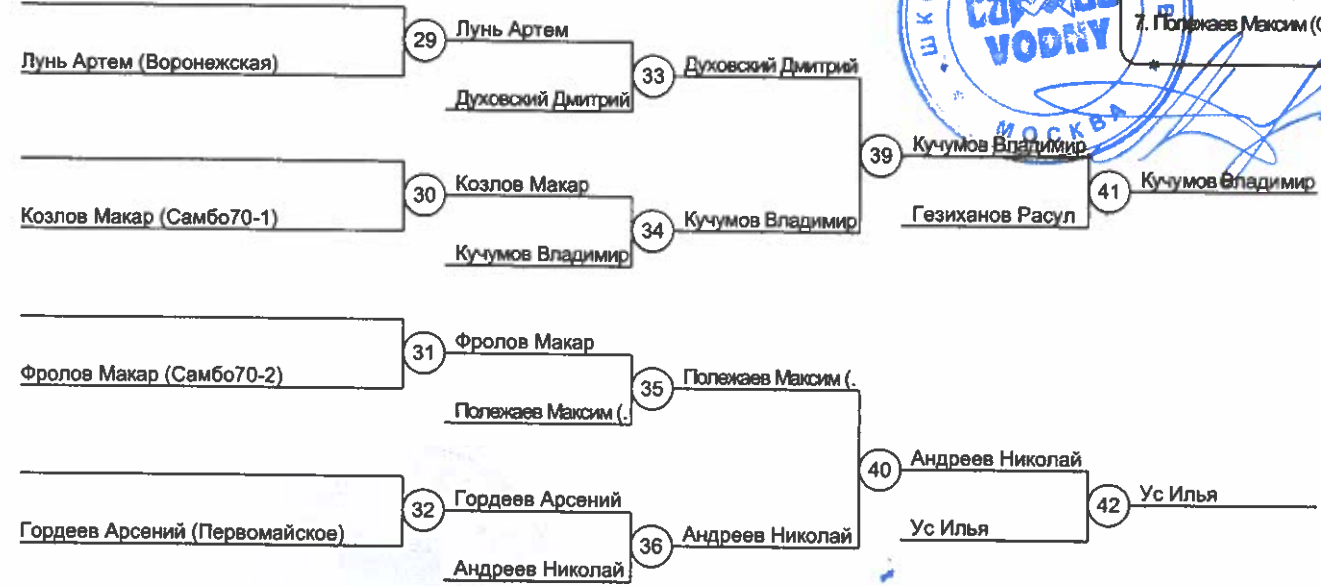 Лунь Артем (Воронежская)
29
Лунь Артем
Духовский Дмитрий
33
Духовский Дмитрий
Козлов Макар (Самбо70-1)
30
Козлов Макар
Кучумов Владимир
34
Кучумов Владимир
39
Кучумов Владимир
Гезиханов Расул
41
Кучумов Владимир
Фролов Макар (Самбо70-2)
31
Фролов Макар
Полежаев Максим (.
35
Полежаев Максим (.
Гордеев Арсений (Первомайское)
32
Гордеев Арсений
Андреев Николай
36
Андреев Николай
40
Андреев Николай
Ус Илья
42
Ус Илья
7. Полежаев Максим (
VODNY
МОСКВА